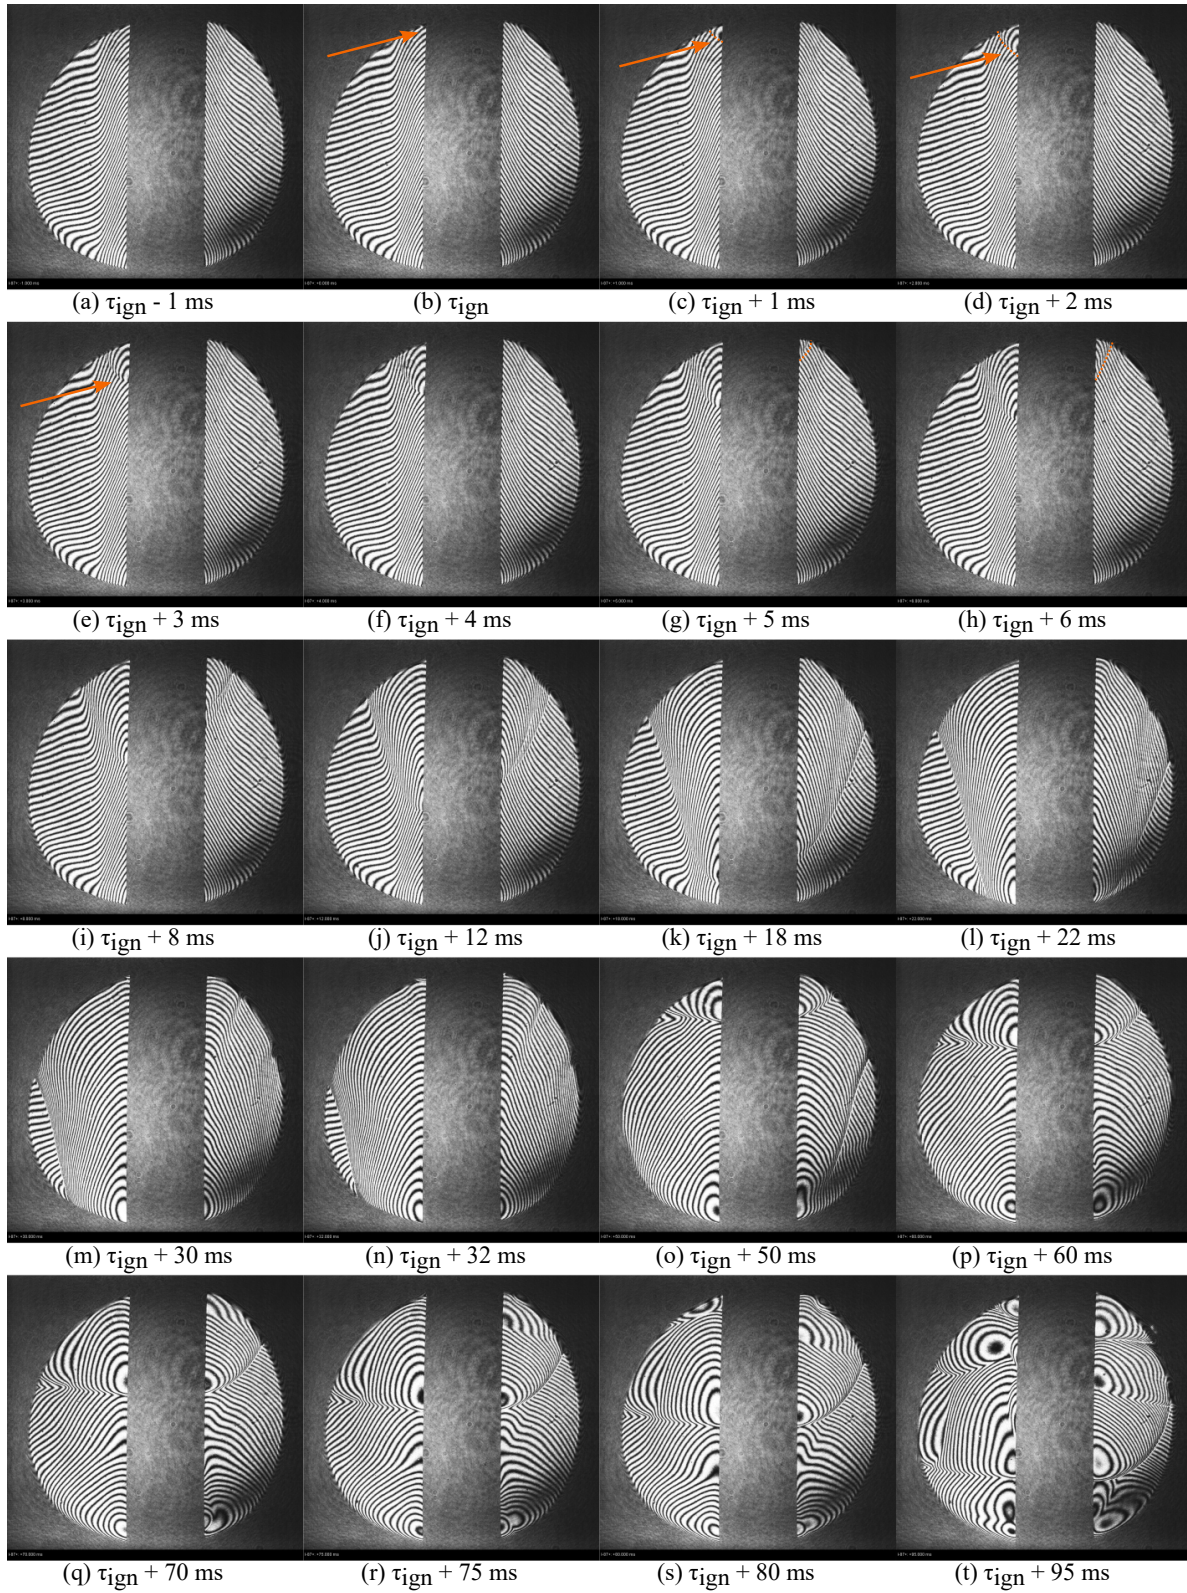 (a) τign - 1 ms
(b) τign
(c) τign + 1 ms
(d) τign + 2 ms
(e) τign + 3 ms
(f) τign + 4 ms
(g) τign + 5 ms
(h) τign + 6 ms
(i) τign + 8 ms
(j) τign + 12 ms
(k) τign + 18 ms
(l) τign + 22 ms
(m) τign + 30 ms
(n) τign + 32 ms
(o) τign + 50 ms
(p) τign + 60 ms
(q) τign + 70 ms
(r) τign + 75 ms
(s) τign + 80 ms
(t) τign + 95 ms